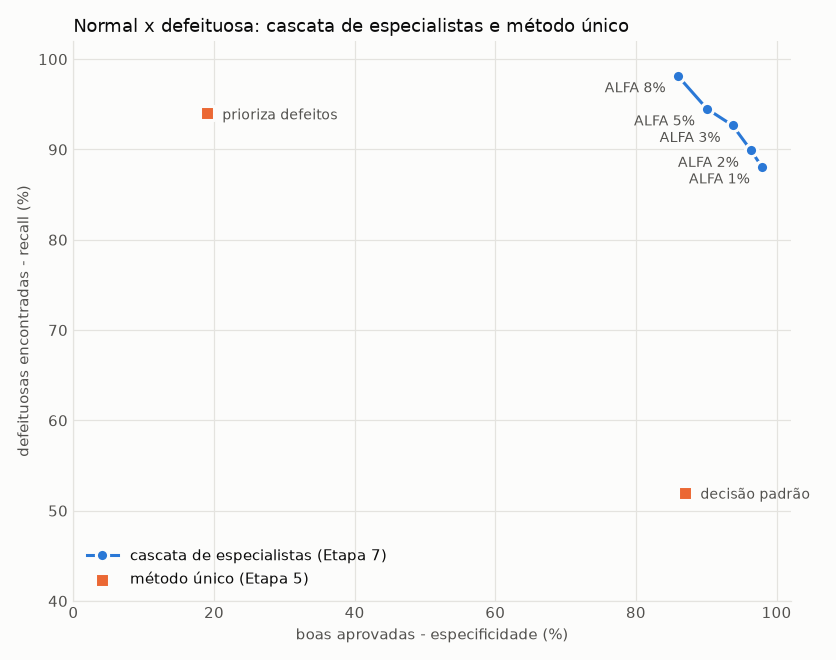 Normal x defeituosa: cascata de especialistas e método único
defeituosas encontradas - recall (%)
100
90
80
70
60
50
40
ALFA 8%
ALFA 5%
ALFA 3%
ALFA 2%
ALFA 1%
prioriza defeitos
decisão padrão
cascata de especialistas (Etapa 7)
método único (Etapa 5)
0 20 40 60 80 100
boas aprovadas - especificidade (%)